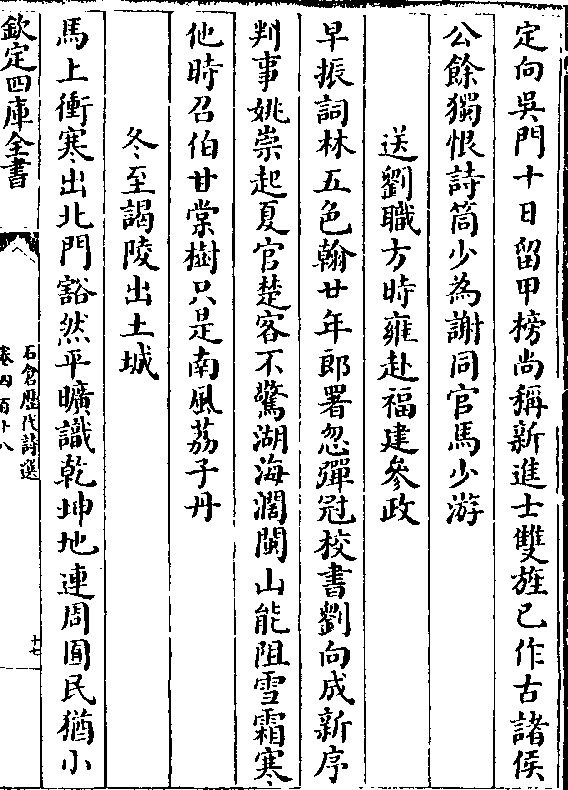 定向吳門十日留甲榜尚稱新進士雙旌已作古諸侯
公餘獨恨詩筒少為謝同官馬少游
送劉職方時雍赴福建參政
早振詞林五色翰廿年郎署忽彈冠校書劉向成新序
判事姚崇起夏官楚客不驚湖海濶閩山能阻雪霜寒
他時召伯甘棠樹只是南風荔子丹
冬至謁陵出土城
馬上衝寒出北門豁然平曠識乾坤地連周囿民猶小
欽定四庫全書
石倉歷代詩選
卷四百十八
十七